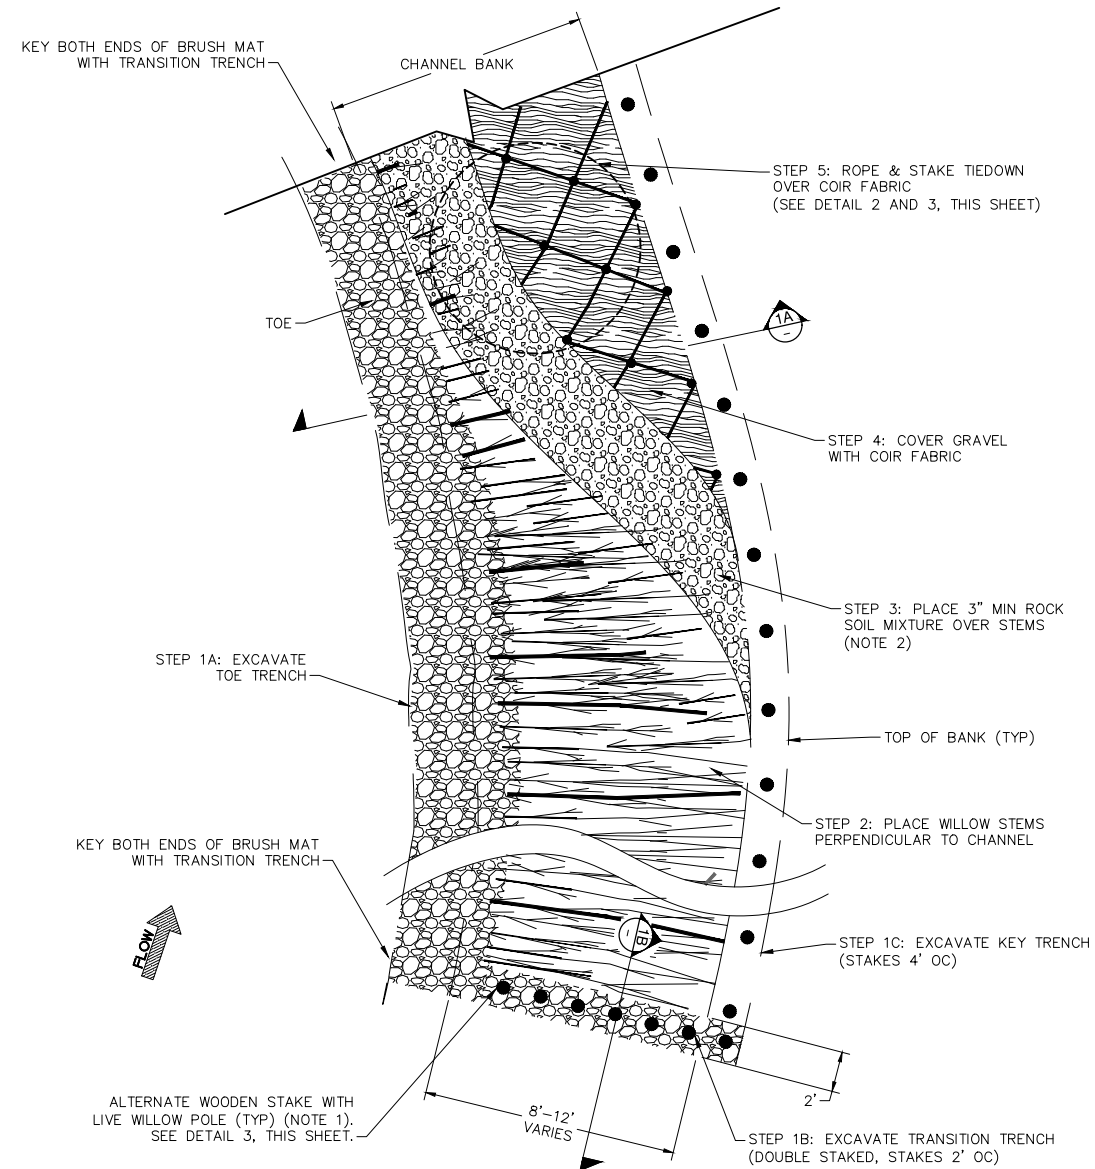 KEY BOTH ENDS OF BRUSH MAT
WITH TRANSITION TRENCH
CHANNEL BANK
STEP 5: ROPE & STAKE TIEDOWN
OVER COIR FABRIC
(SEE DETAIL 2 AND 3, THIS SHEET)
TOE
1A
–
STEP 4: COVER GRAVEL
WITH COIR FABRIC
STEP 3: PLACE 3" MIN ROCK
SOIL MIXTURE OVER STEMS
(NOTE 2)
STEP 1A: EXCAVATE
TOE TRENCH
TOP OF BANK (TYP)
STEP 2: PLACE WILLOW STEMS
PERPENDICULAR TO CHANNEL
KEY BOTH ENDS OF BRUSH MAT
WITH TRANSITION TRENCH
FLOW
1B
–
STEP 1C: EXCAVATE KEY TRENCH
(STAKES 4' OC)
2'
ALTERNATE WOODEN STAKE WITH
LIVE WILLOW POLE (TYP) (NOTE 1).
SEE DETAIL 3, THIS SHEET.
8'-12'
VARIES
STEP 1B: EXCAVATE TRANSITION TRENCH
(DOUBLE STAKED, STAKES 2' OC)